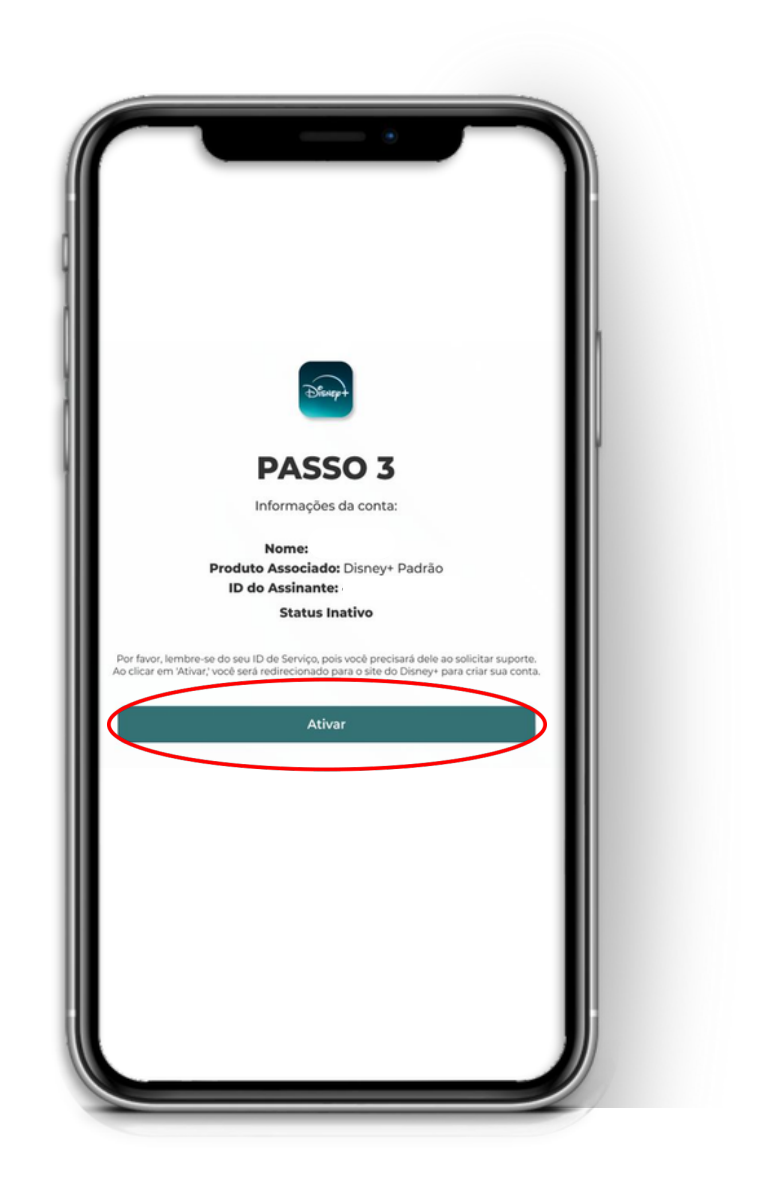 Disney+
PASSO 3
Informações da conta:
Nome:
Produto Associado: Disney+ Padrão
ID do Assinante:
Status Inativo
Por favor, lembre-se do seu ID de Serviço, pois você precisará dele ao solicitar suporte.
Ao clicar em 'Ativar,' você será redirecionado para o site do Disney+ para criar sua conta.
Ativar